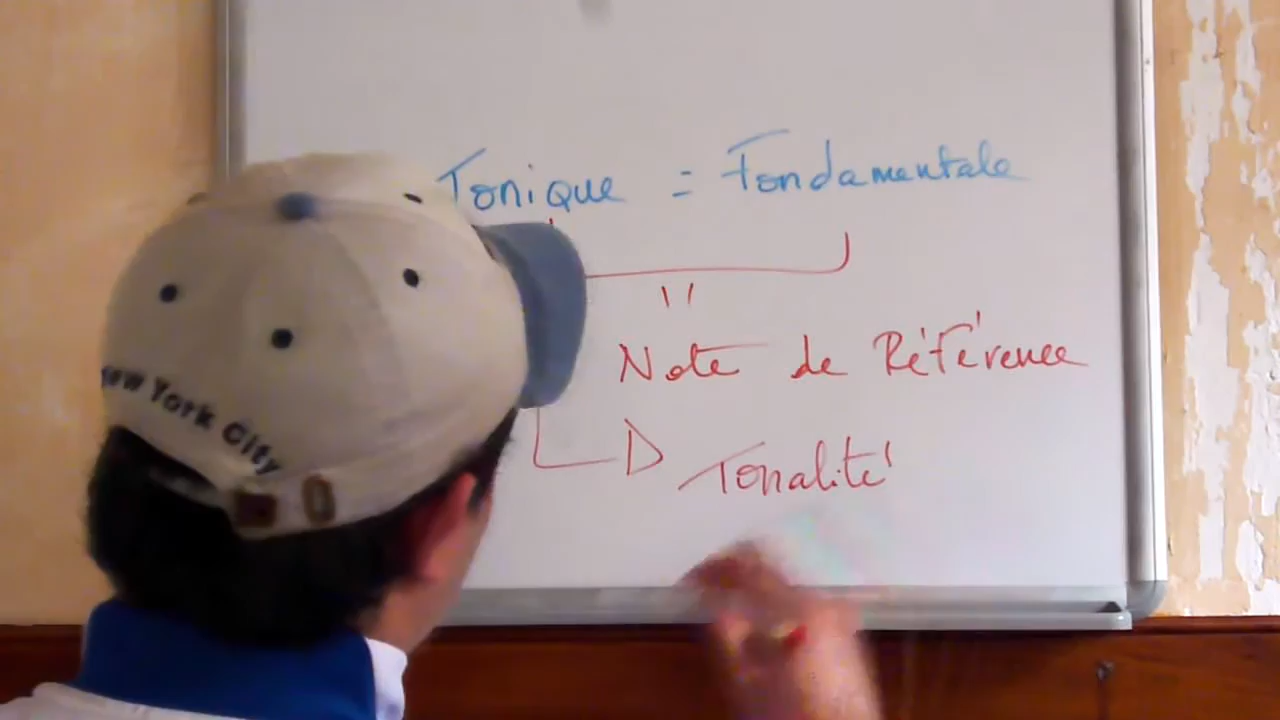 Tonique = Fondamentale
"
Note de Référence
Tonalité
New York City